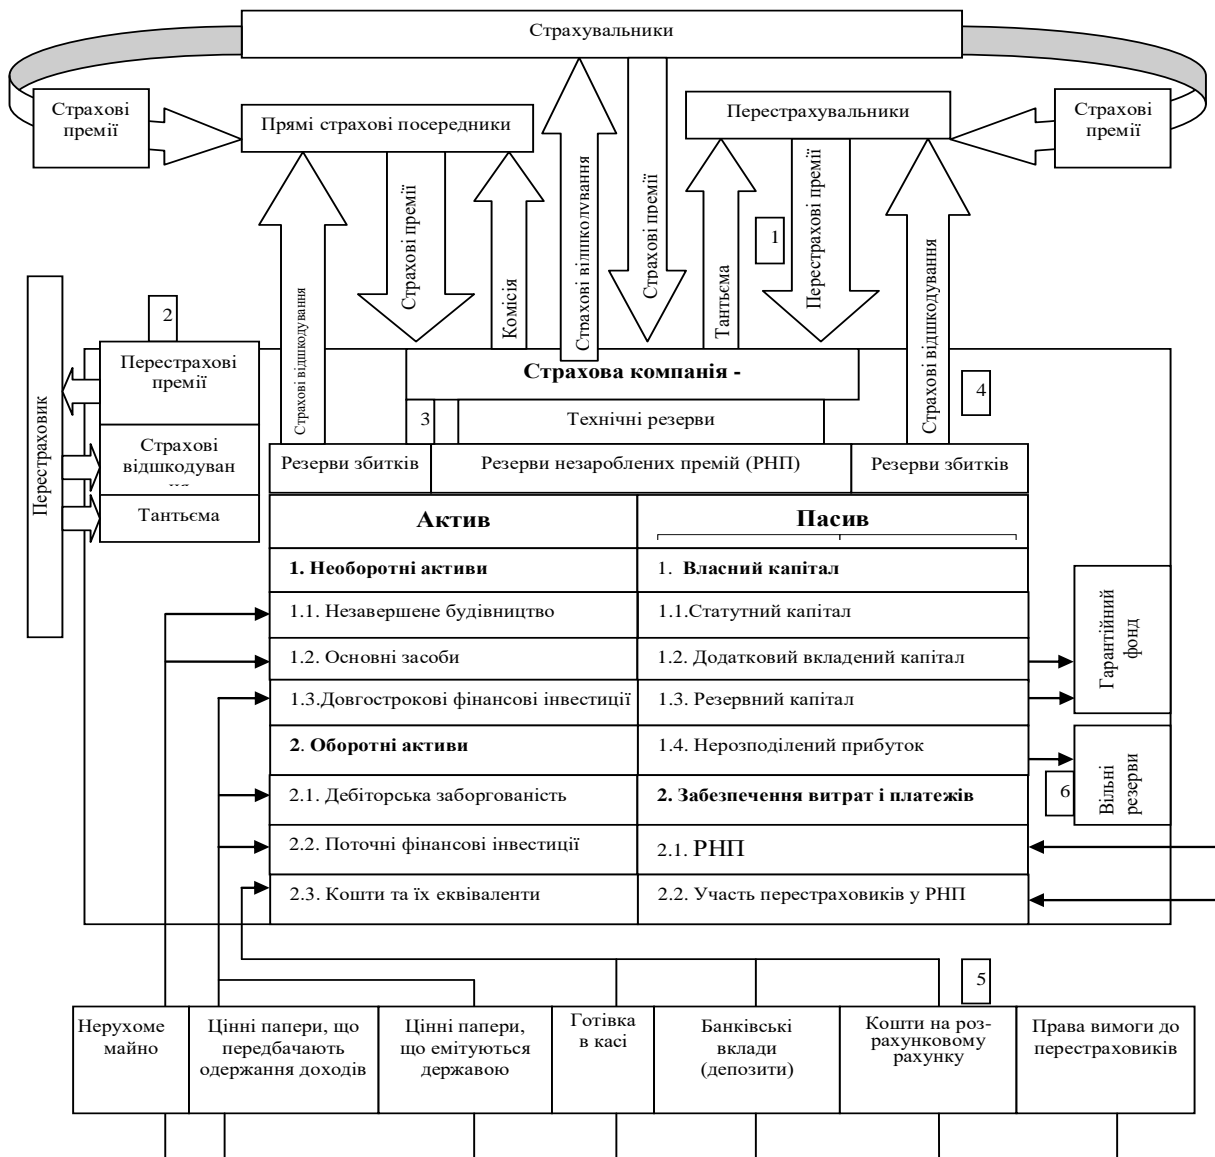 Страхувальники
Страхові
премії
Прямі страхові посередники
Перестрахувальники
Страхові
премії
Страхові відшкодування
Страхові премії
Комісія
Страхові відшкодування
Страхові премії
Тантьєма
1
Перестрахові премії
Страхові відшкодування
4
Перестраховик
2
Перестрахові
премії
Страхові
відшкодуван
Тантьєма
Страхова компанія -
3
Технічні резерви
Резерви збитків
Резерви незароблених премій (РНП)
Резерви збитків
Актив
Пасив
1. Необоротні активи
1. Власний капітал
1.1. Незавершене будівництво
1.1.Статутний капітал
1.2. Основні засоби
1.2. Додатковий вкладений капітал
1.3.Довгострокові фінансові інвестиції
1.3. Резервний капітал
2. Оборотні активи
1.4. Нерозподілений прибуток
2.1. Дебіторська заборгованість
2. Забезпечення витрат і платежів
2.2. Поточні фінансові інвестиції
2.1. РНП
2.3. Кошти та їх еквіваленти
2.2. Участь перестраховиків у РНП
Гарантійний
фонд
6
Вільні
резерви
5
Нерухоме
майно
Цінні папери, що
передбачають
одержання доходів
Цінні папери,
що емітуються
державою
Готівка
в касі
Банківські
вклади
(депозити)
Кошти на роз-
рахунковому
рахунку
Права вимоги до
перестраховиків